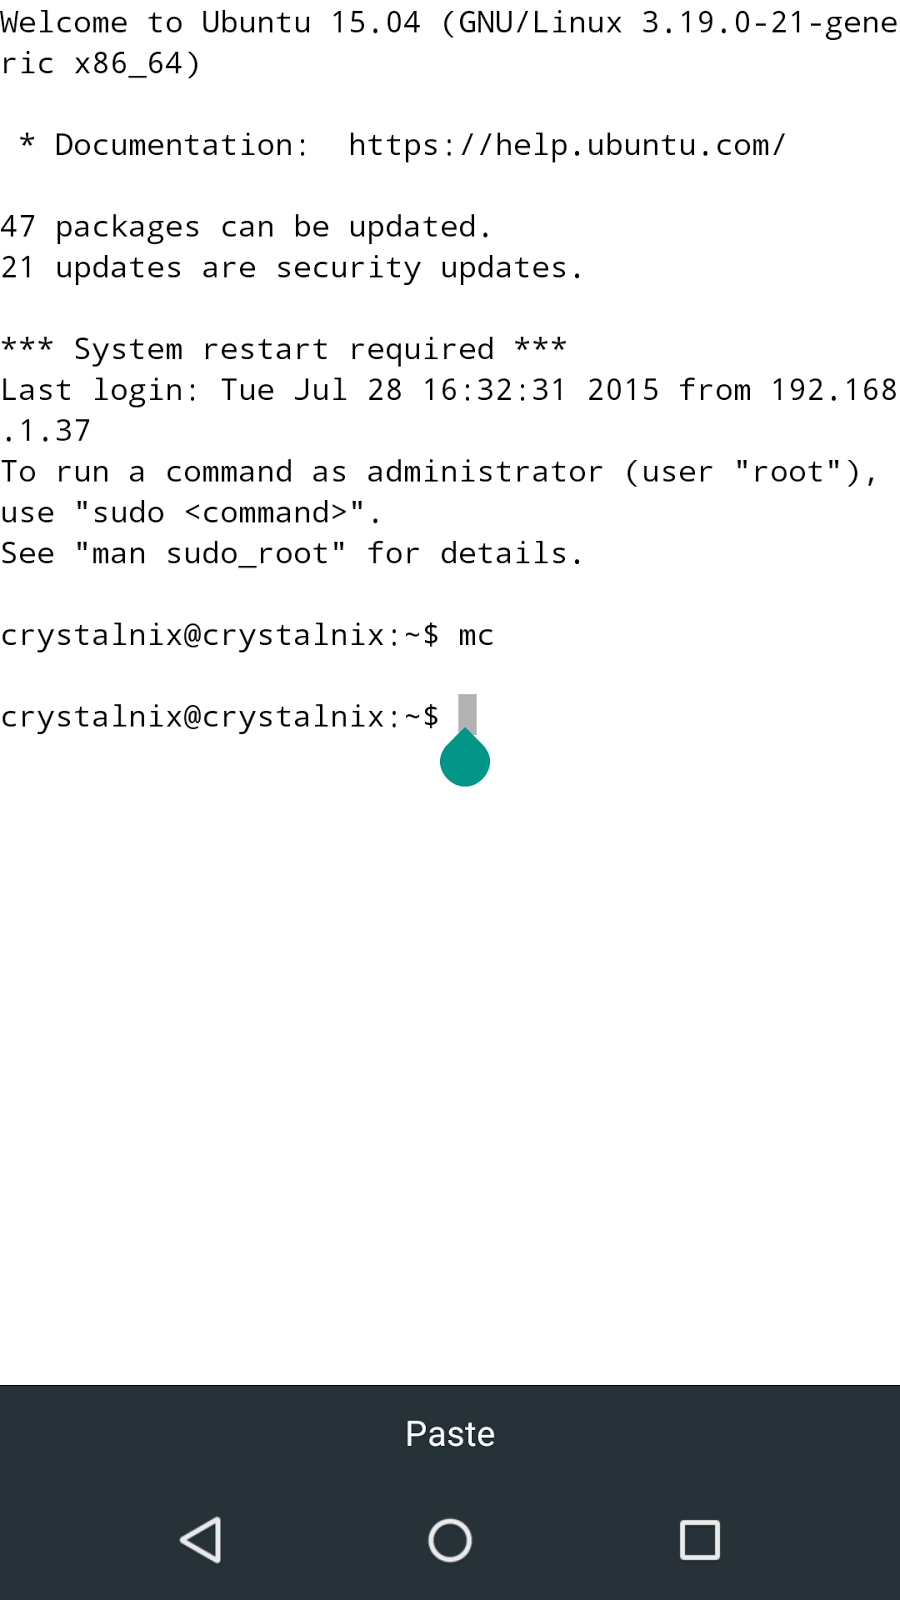 Welcome to Ubuntu 15.04 (GNU/Linux 3.19.0-21-gene
ric x86_64)
 * Documentation:  https://help.ubuntu.com/
47 packages can be updated.
21 updates are security updates.
*** System restart required ***
Last login: Tue Jul 28 16:32:31 2015 from 192.168
.1.37
To run a command as administrator (user "root"),
use "sudo <command>".
See "man sudo_root" for details.
crystalnix@crystalnix:~$ mc
crystalnix@crystalnix:~$
Paste